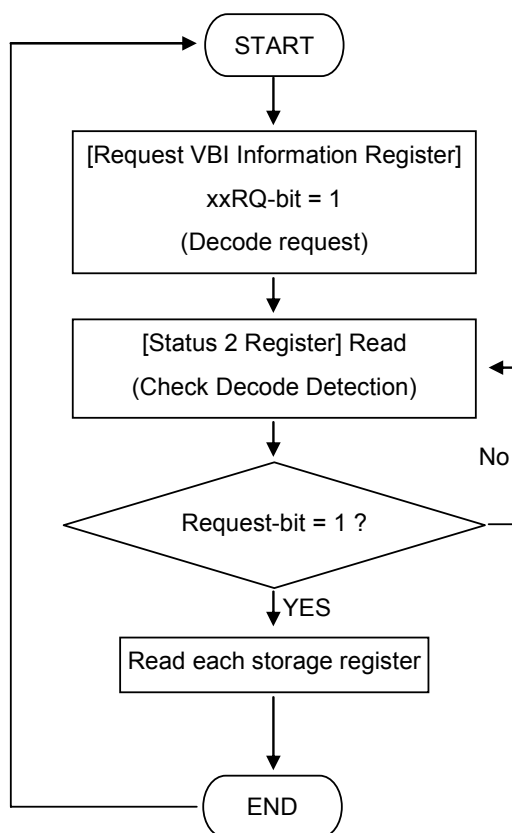 START
[Request VBI Information Register]
xxRQ-bit = 1
(Decode request)
[Status 2 Register] Read
(Check Decode Detection)
No
Request-bit = 1 ?
YES
Read each storage register
END